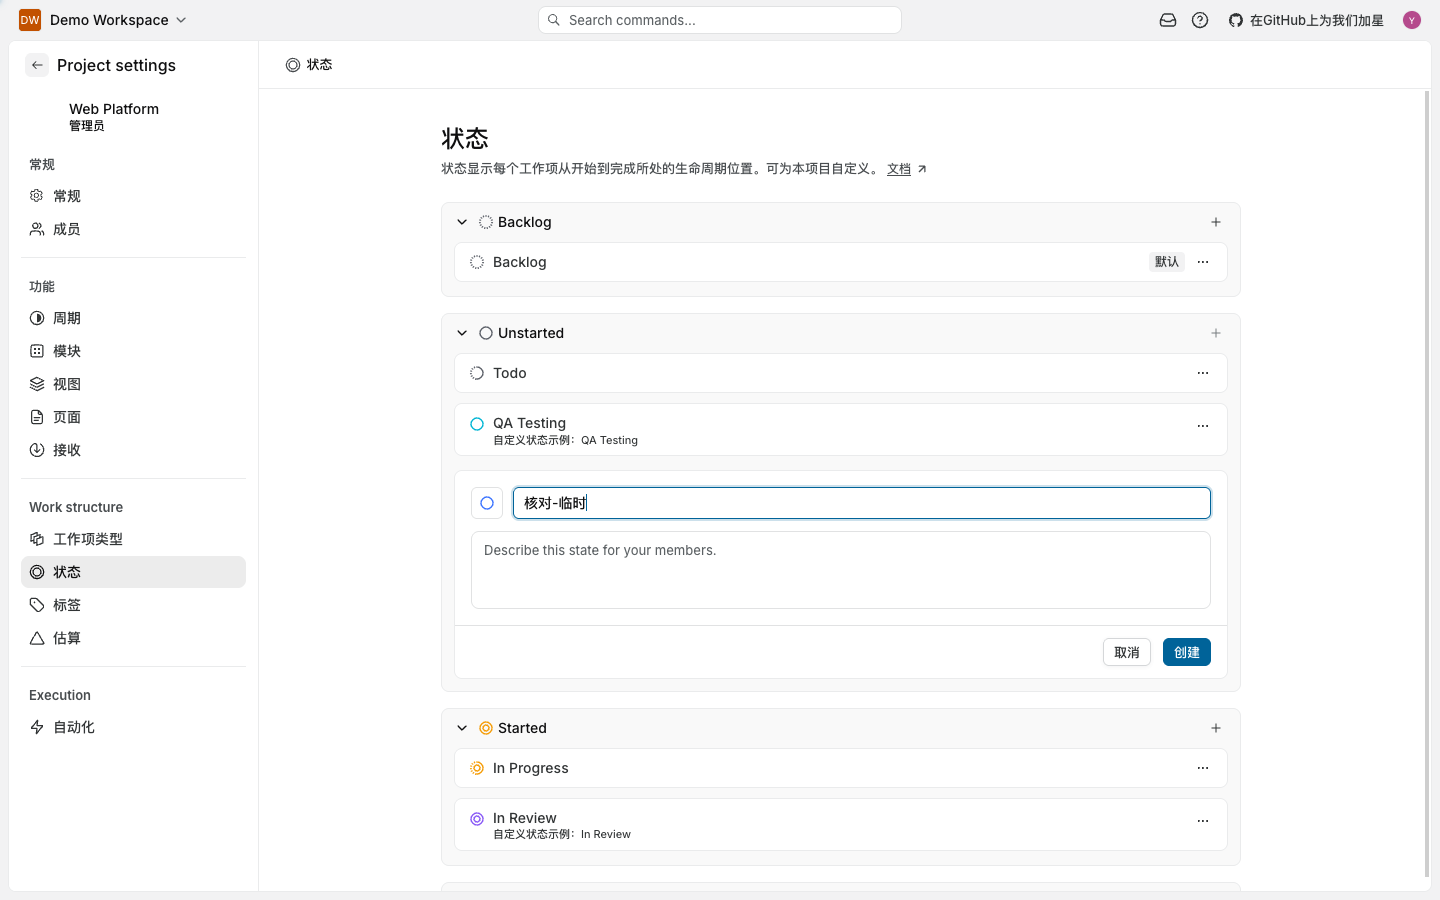 DW
Demo Workspace
Search commands...
在GitHub上为我们加星
Y
Project settings
Web Platform
管理员
常规
常规
成员
功能
周期
模块
视图
页面
接收
Work structure
工作项类型
状态
标签
估算
Execution
自动化
状态
状态
状态显示每个工作项从开始到完成所处的生命周期位置。可为本项目自定义。 文档
Backlog
Backlog
默认
Unstarted
Todo
QA Testing
自定义状态示例：QA Testing
核对-临时
Describe this state for your members.
取消
创建
Started
In Progress
In Review
自定义状态示例：In Review